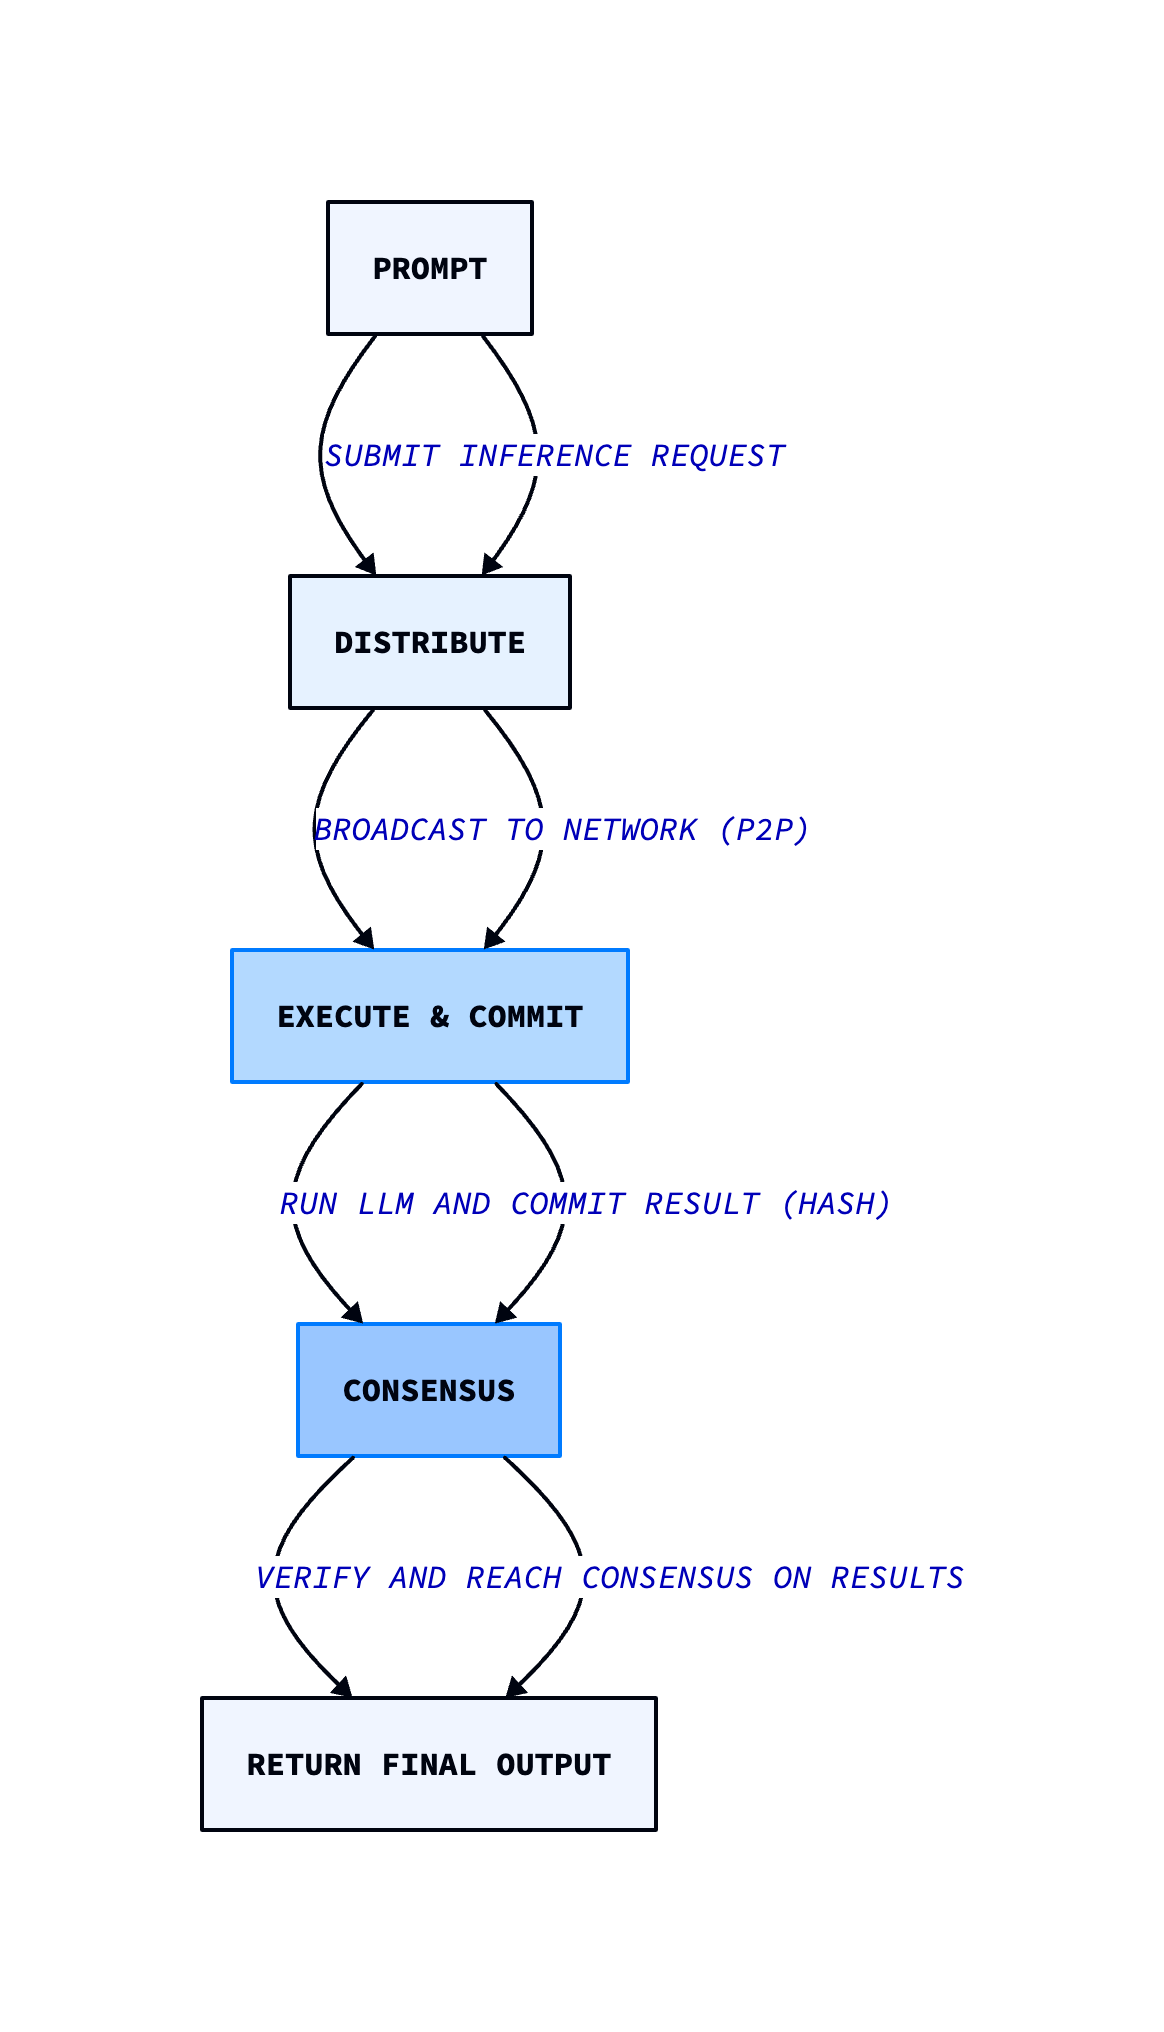 PROMPT
SUBMIT INFERENCE REQUEST
DISTRIBUTE
BROADCAST TO NETWORK (P2P)
EXECUTE & COMMIT
RUN LLM AND COMMIT RESULT (HASH)
CONSENSUS
VERIFY AND REACH CONSENSUS ON RESULTS
RETURN FINAL OUTPUT